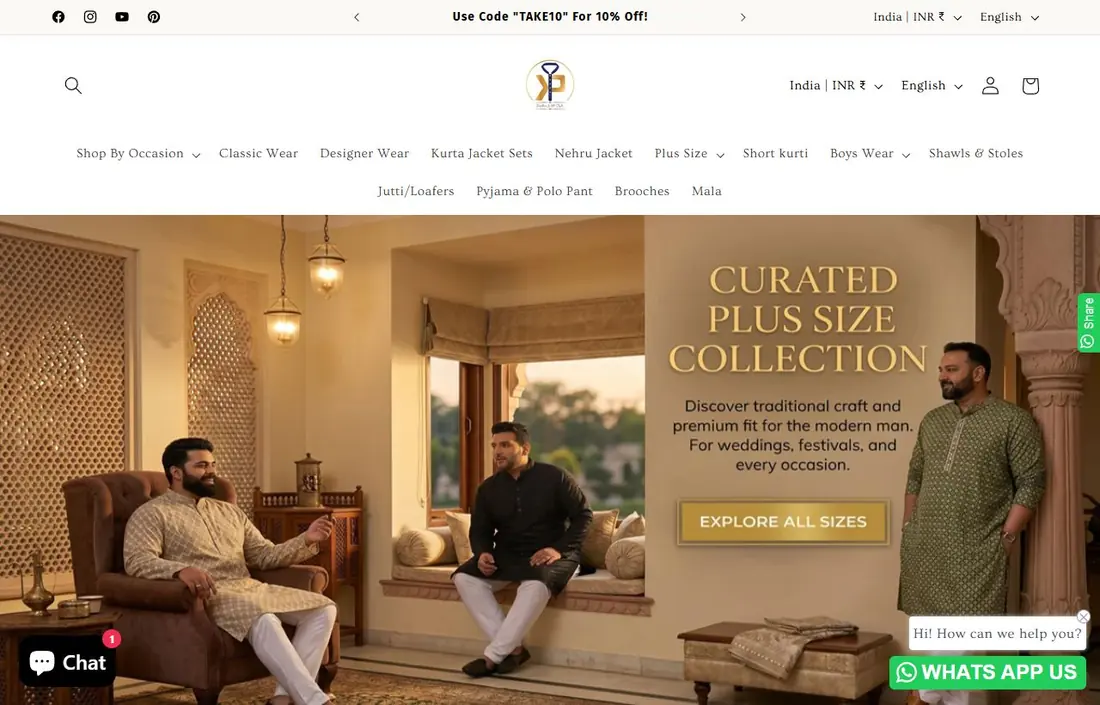 Use Code "TAKE10" For 10% Off!
India | INR ₹
English
KP
India | INR ₹
English
Shop By Occasion
Classic Wear
Designer Wear
Kurta Jacket Sets
Nehru Jacket
Plus Size
Short kurti
Boys Wear
Shawls & Stoles
Jutti/Loafers
Pyjama & Polo Pant
Brooches
Mala
CURATED
PLUS SIZE
COLLECTION
Discover traditional craft and
premium fit for the modern man.
For weddings, festivals, and
every occasion.
EXPLORE ALL SIZES
Share
Hi! How can we help you?
WHATS APP US
Chat
1